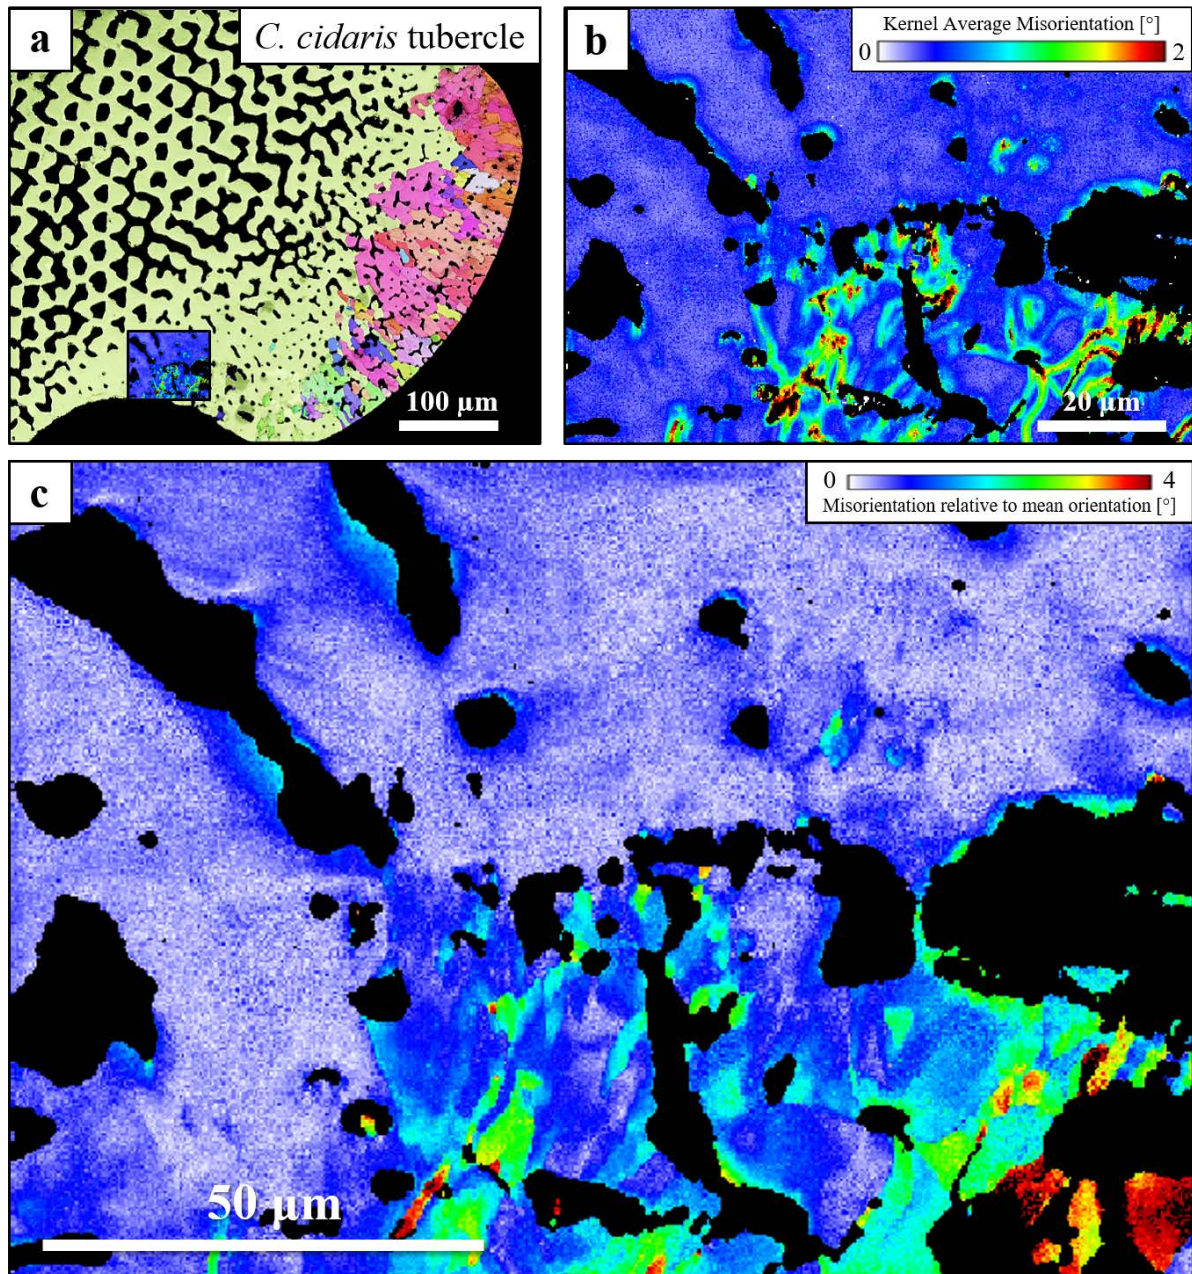 a
C. cidaris tubercle
100 µm
b
Kernel Average Misorientation [°]
0 2
20 µm
c
0 4
Misorientation relative to mean orientation [°]
50 µm